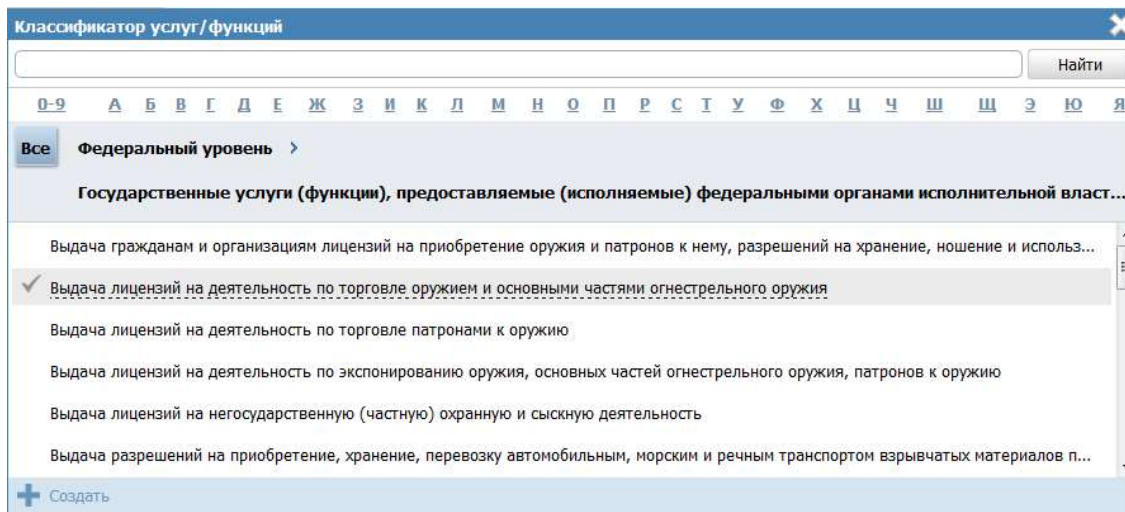 Классификатор услуг/функций
Найти
0-9 А Б В Г Д Е Ж З И К Л М Н О П Р С Т У Ф Х Ц Ч Ш Щ Э Ю Я
Все Федеральный уровень >
Государственные услуги (функции), предоставляемые (исполняемые) федеральными органами исполнительной власт...
Выдача гражданам и организациям лицензий на приобретение оружия и патронов к нему, разрешений на хранение, ношение и использ...
Выдача лицензий на деятельность по торговле оружием и основными частями огнестрельного оружия
Выдача лицензий на деятельность по торговле патронами к оружию
Выдача лицензий на деятельность по экспонированию оружия, основных частей огнестрельного оружия, патронов к оружию
Выдача лицензий на негосударственную (частную) охранную и сыскную деятельность
Выдача разрешений на приобретение, хранение, перевозку автомобильным, морским и речным транспортом взрывчатых материалов п...
Создать